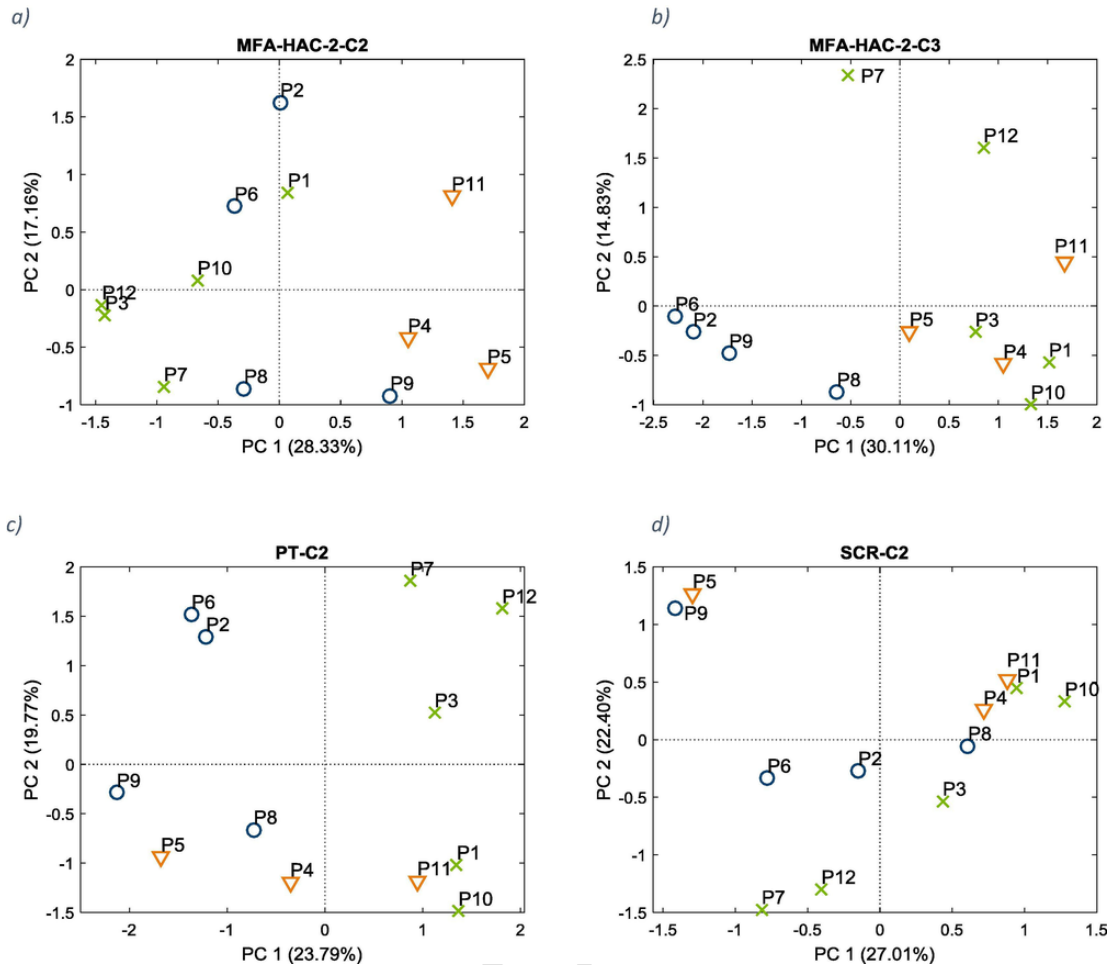 a)
MFA-HAC-2-C2
2
1.5
1
0.5
0
-0.5
-1
-1.5 -1 -0.5 0 0.5 1 1.5 2
PC 1 (28.33%)
PC 2 (17.16%)
P2
P6
P1
P11
P10
P12
P3
P4
P5
P7
P8
P9
b)
MFA-HAC-2-C3
2.5
2
1.5
1
0.5
0
-0.5
-1
-2.5 -2 -1.5 -1 -0.5 0 0.5 1 1.5 2
PC 1 (30.11%)
PC 2 (14.83%)
P7
P12
P11
P6
P2
P9
P5
P3
P4
P1
P8
P10
c)
PT-C2
2
1.5
1
0.5
0
-0.5
-1
-1.5
-2 -1 0 1 2
PC 1 (23.79%)
PC 2 (19.77%)
P7
P12
P6
P2
P3
P9
P8
P5
P4
P11
P1
P10
d)
SCR-C2
1.5
1
0.5
0
-0.5
-1
-1.5
-1.5 -1 -0.5 0 0.5 1 1.5
PC 1 (27.01%)
PC 2 (22.40%)
P5
P9
P11
P1
P10
P4
P8
P6
P2
P3
P12
P7